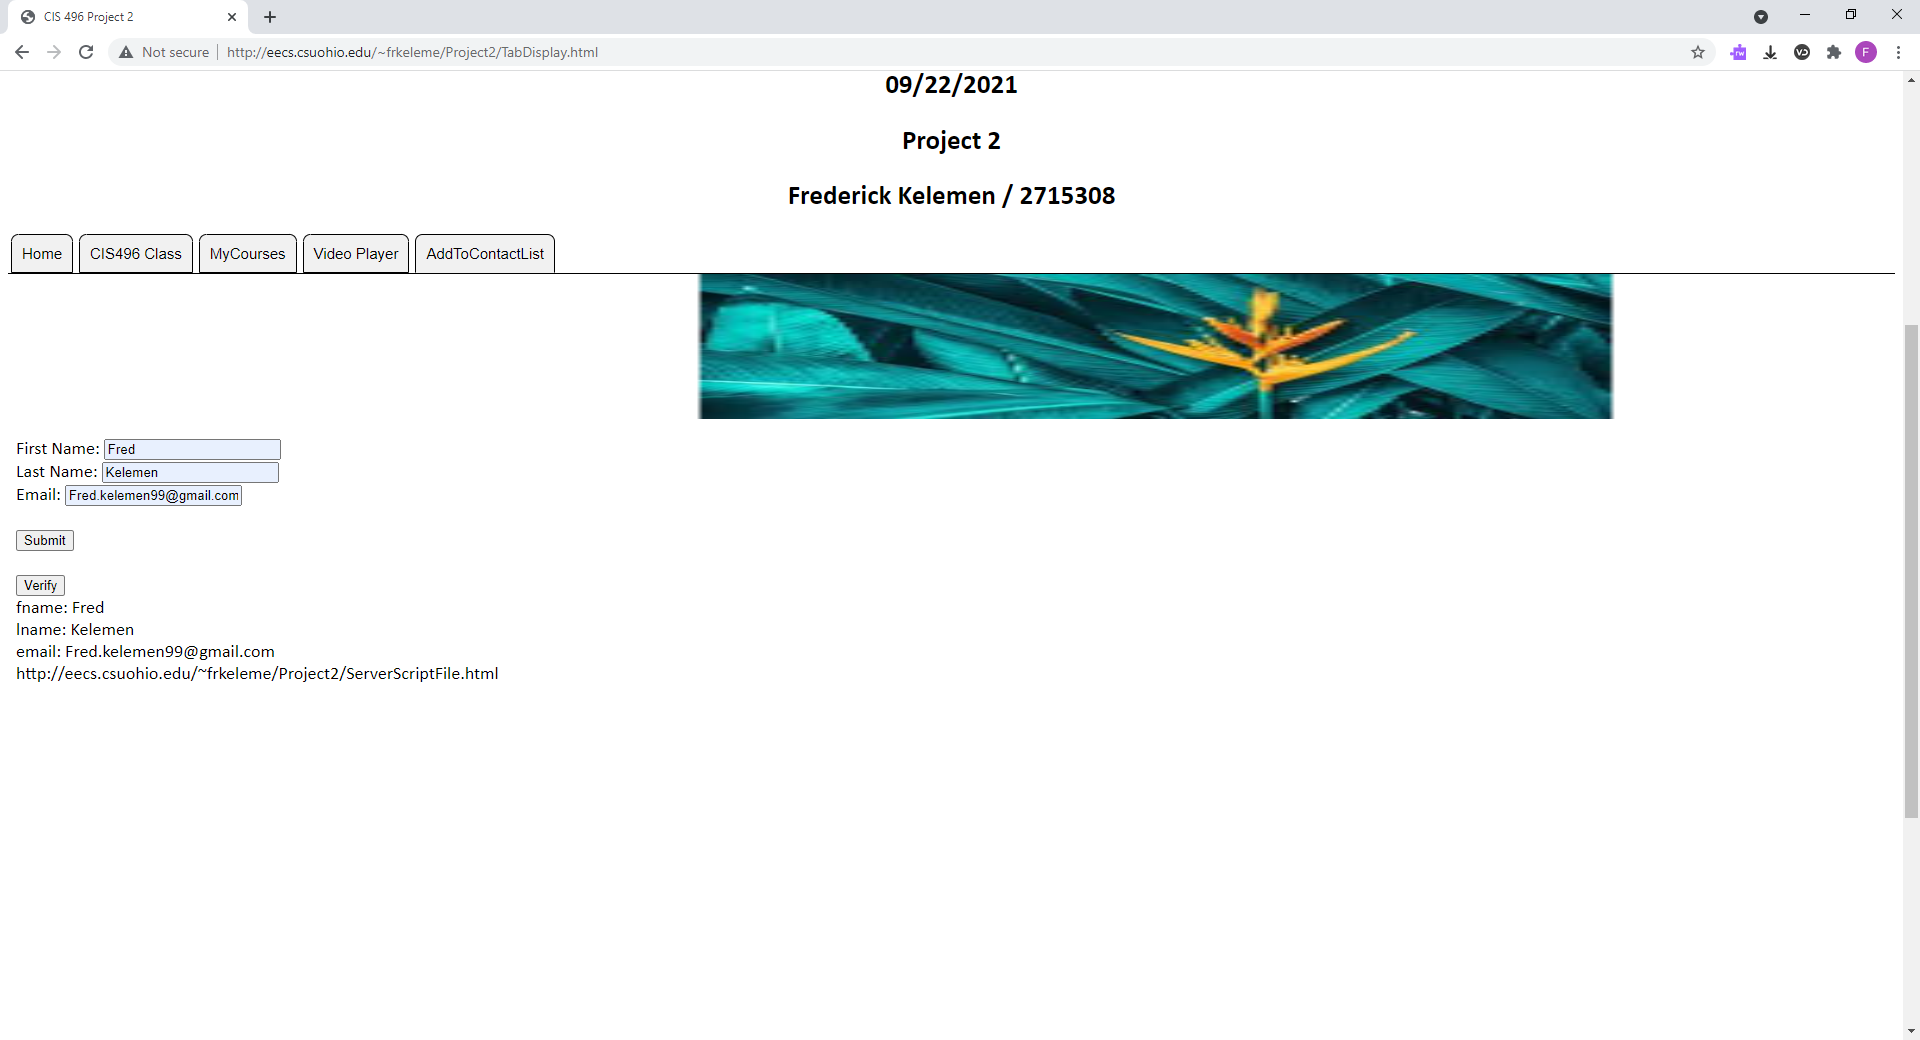 CIS 496 Project 2
Not secure | http://eecs.csuohio.edu/~frkeleme/Project2/TabDisplay.html
rw
VD
F
09/22/2021
Project 2
Frederick Kelemen / 2715308
Home CIS496 Class MyCourses Video Player AddToContactList
First Name: Fred
Last Name: Kelemen
Email: Fred.kelemen99@gmail.com
Submit
Verify
fname: Fred
lname: Kelemen
email: Fred.kelemen99@gmail.com
http://eecs.csuohio.edu/~frkeleme/Project2/ServerScriptFile.html